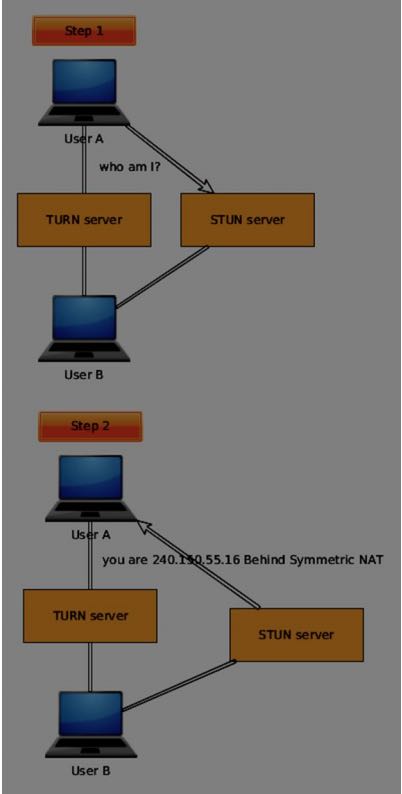 Step 1
User A
who am I?
TURN server
STUN server
User B
Step 2
User A
you are 240.150.55.16 Behind Symmetric NAT
TURN server
STUN server
User B